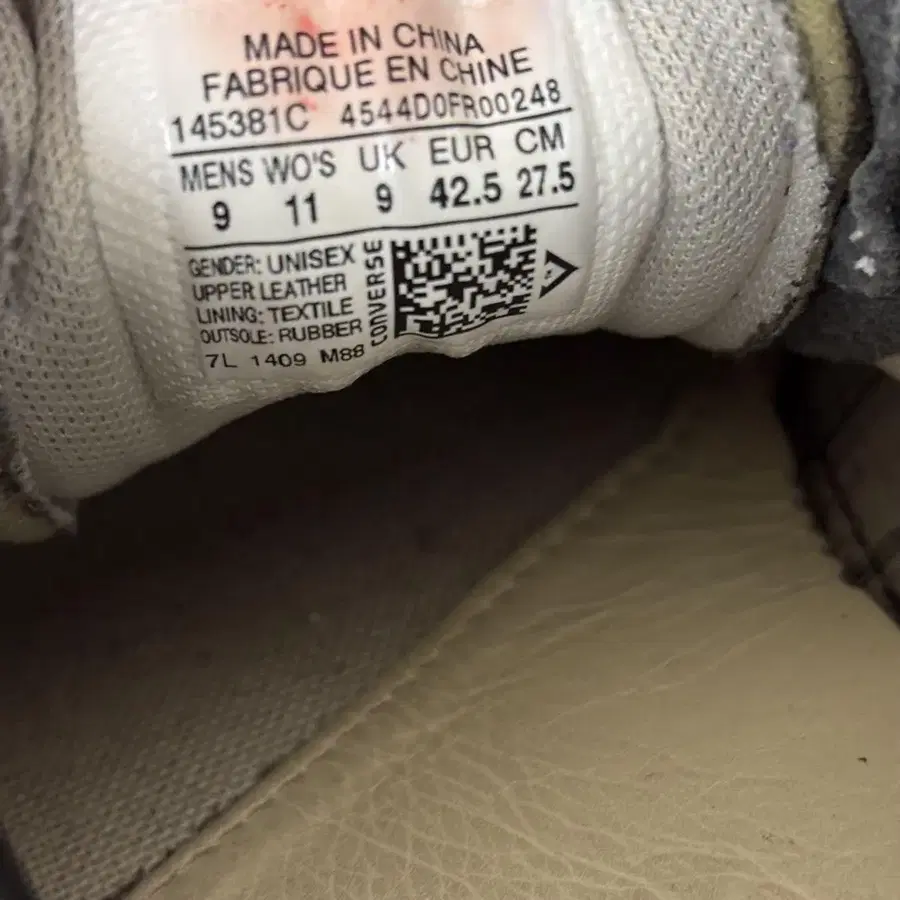 MADE IN CHINA
FABRIQUE EN CHINE
145381C 4544D0FR00248
MENS WO'S UK EUR CM
9 11 9 42.5 27.5
GENDER: UNISEX
UPPER LEATHER
LINING: TEXTILE
OUTSOLE: RUBBER
7L 1409 M88
CONVERSE